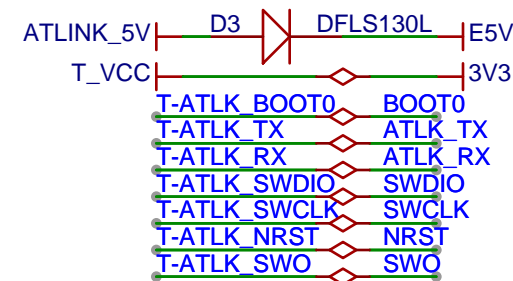 ATLINK_5V D3 DFLS130L E5V
T_VCC 3V3
T-ATLK_BOOT0 BOOT0
T-ATLK_TX ATLK_TX
T-ATLK_RX ATLK_RX
T-ATLK_SWDIO SWDIO
T-ATLK_SWCLK SWCLK
T-ATLK_NRST NRST
T-ATLK_SWO SWO